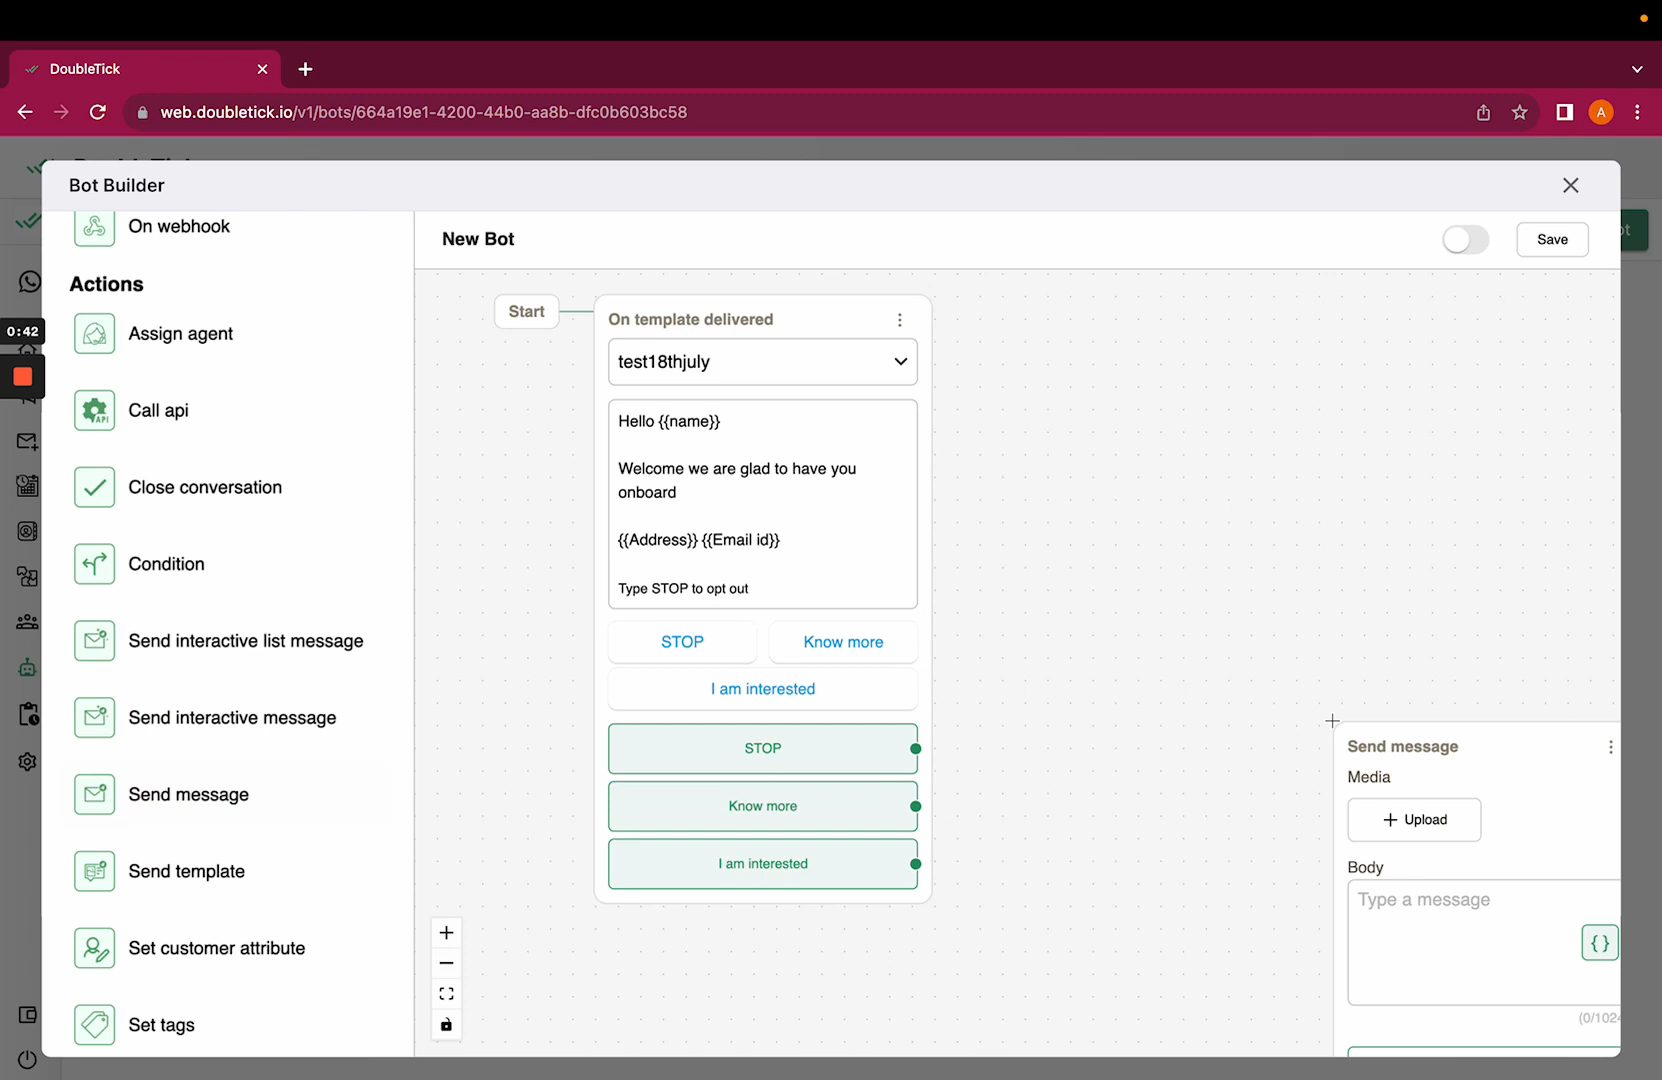 DoubleTick
web.doubletick.io/v1/bots/664a19e1-4200-44b0-aa8b-dfc0b603bc58
A
Bot Builder
On webhook
Actions
Assign agent
API
Call api
Close conversation
Condition
Send interactive list message
Send interactive message
Send message
Send template
Set customer attribute
Set tags
0:42
New Bot
Save
Start
On template delivered
test18thjuly
Hello {{name}}
Welcome we are glad to have you
onboard
{{Address}} {{Email id}}
Type STOP to opt out
STOP
Know more
I am interested
STOP
Know more
I am interested
Send message
Media
+ Upload
Body
Type a message
{ }
(0/1024